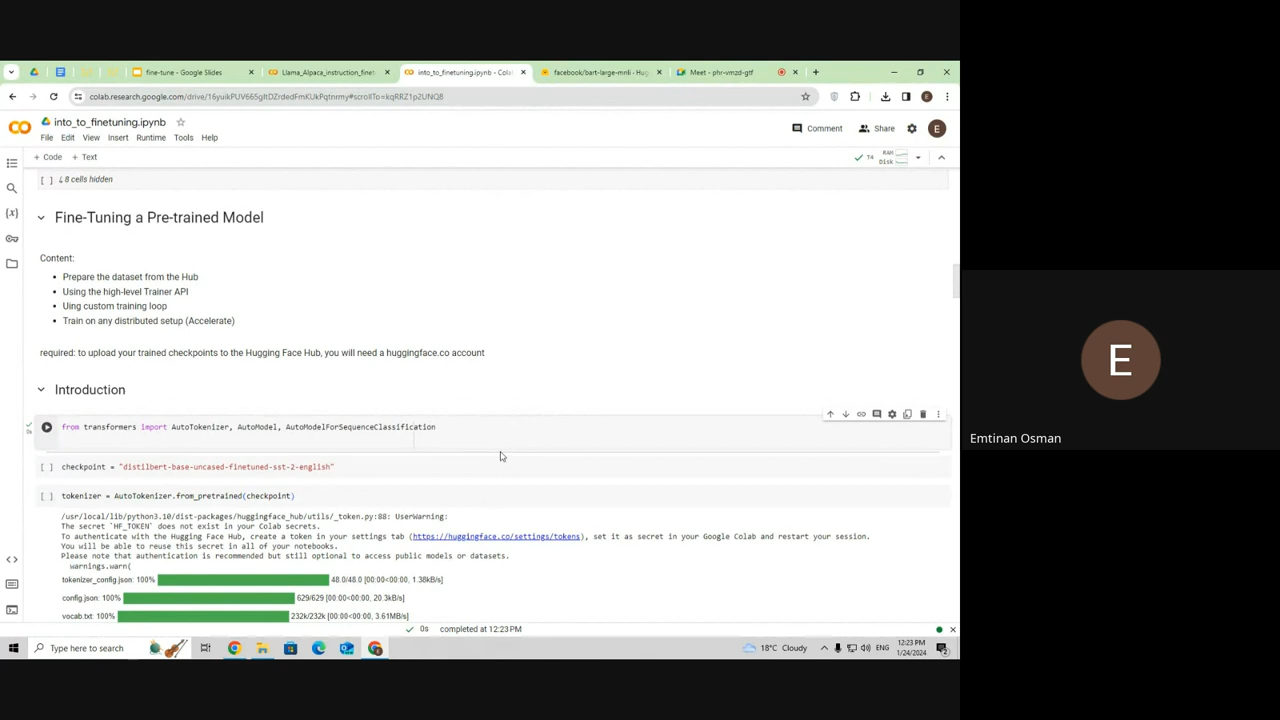 fine-tune - Google Slides
Llama_Alpaca_instruction_finet
into_to_finetuning.ipynb - Cola
facebook/bart-large-mnli · Hug
Meet - phr-vmzd-gtf
colab.research.google.com/drive/16yuikPUV665gItDZrdedFmKUkPqtnrmy#scrollTo=kqRRZ1p2UNQ8
into_to_finetuning.ipynb
File Edit View Insert Runtime Tools Help
Comment Share E
+ Code + Text
T4 RAM Disk
[ ] ↳ 8 cells hidden
Fine-Tuning a Pre-trained Model
Content:
• Prepare the dataset from the Hub
• Using the high-level Trainer API
• Uing custom training loop
• Train on any distributed setup (Accelerate)
required: to upload your trained checkpoints to the Hugging Face Hub, you will need a huggingface.co account
Introduction
0s
from transformers import AutoTokenizer, AutoModel, AutoModelForSequenceClassification
[ ] checkpoint = "distilbert-base-uncased-finetuned-sst-2-english"
[ ] tokenizer = AutoTokenizer.from_pretrained(checkpoint)
/usr/local/lib/python3.10/dist-packages/huggingface_hub/utils/_token.py:88: UserWarning:
The secret `HF_TOKEN` does not exist in your Colab secrets.
To authenticate with the Hugging Face Hub, create a token in your settings tab (https://huggingface.co/settings/tokens), set it as secret in your Google Colab and restart your session.
You will be able to reuse this secret in all of your notebooks.
Please note that authentication is recommended but still optional to access public models or datasets.
warnings.warn(
tokenizer_config.json: 100% 48.0/48.0 [00:00<00:00, 1.38kB/s]
config.json: 100% 629/629 [00:00<00:00, 20.3kB/s]
vocab.txt: 100% 232k/232k [00:00<00:00, 3.61MB/s]
0s completed at 12:23 PM
Type here to search
18°C Cloudy
ENG
12:23 PM
1/24/2024
2
E
Emtinan Osman